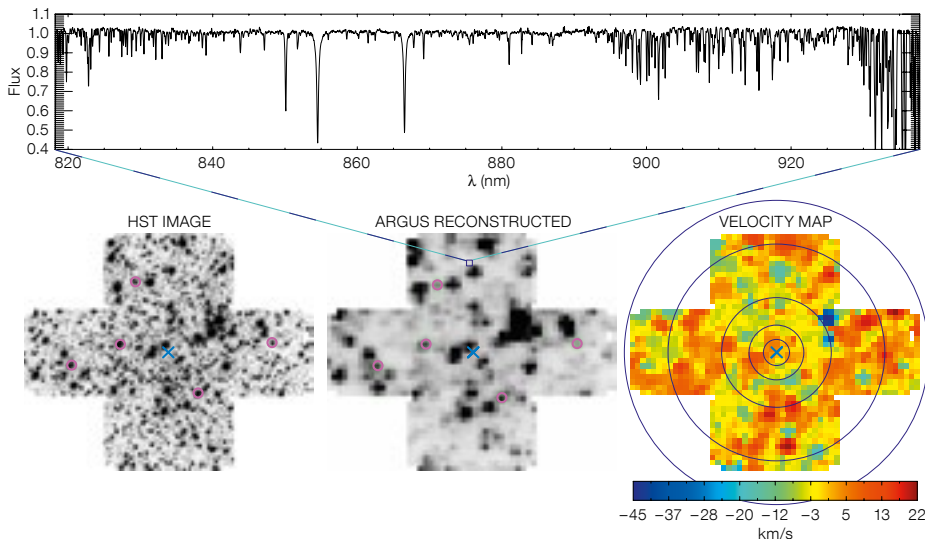 1.1
1.0
0.9
0.8
0.7
0.6
0.5
0.4
Flux
820 840 860 880 900 920
λ (nm)
HST IMAGE ARGUS RECONSTRUCTED VELOCITY MAP
−45 −37 −28 −20 −12 −3 5 13 22
km/s